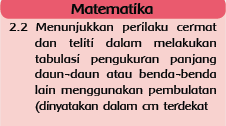 Matematika
2.2 Menunjukkan perilaku cermat
dan teliti dalam melakukan
tabulasi pengukuran panjang
daun-daun atau benda-benda
lain menggunakan pembulatan
(dinyatakan dalam cm terdekat